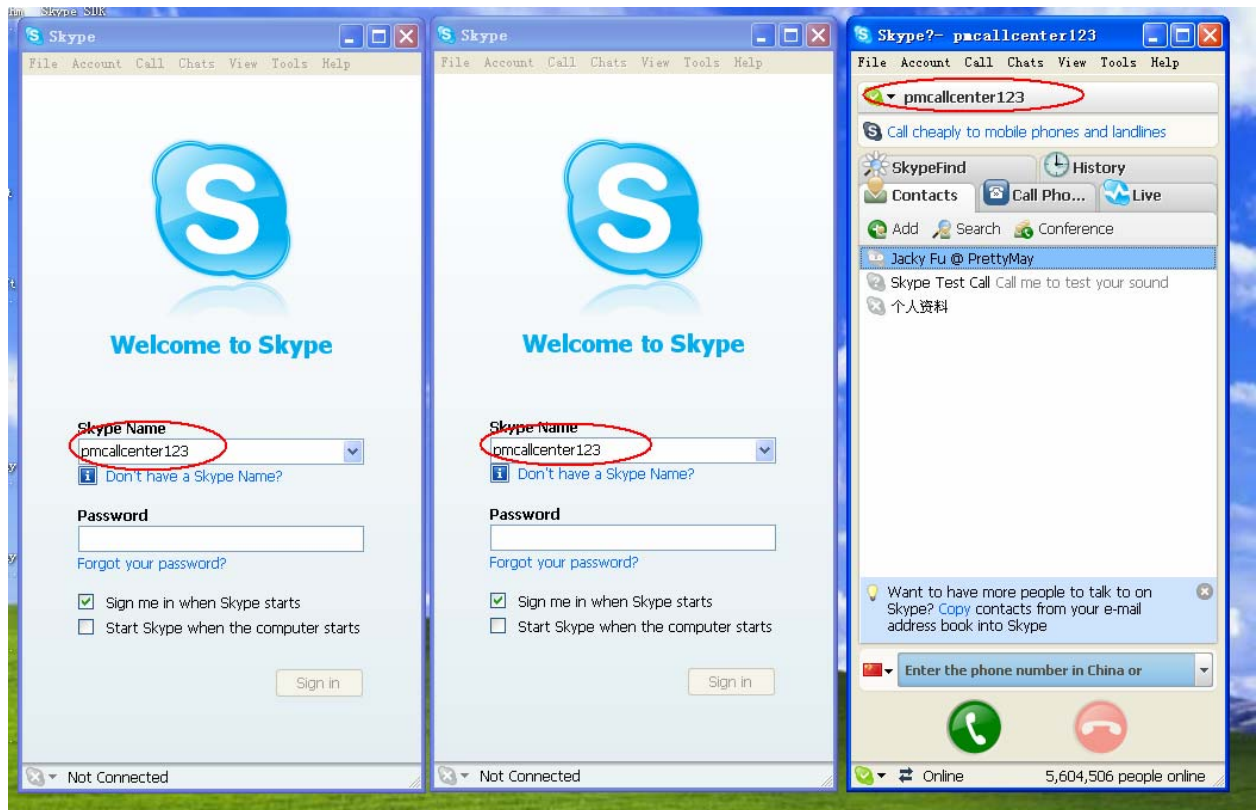 Skype SDK
Skype
File Account Call Chats View Tools Help
S
Welcome to Skype
Skype Name
pmcallcenter123
Don't have a Skype Name?
Password
Forgot your password?
Sign me in when Skype starts
Start Skype when the computer starts
Sign in
Not Connected
Skype
File Account Call Chats View Tools Help
S
Welcome to Skype
Skype Name
pmcallcenter123
Don't have a Skype Name?
Password
Forgot your password?
Sign me in when Skype starts
Start Skype when the computer starts
Sign in
Not Connected
Skype?- pmcallcenter123
File Account Call Chats View Tools Help
pmcallcenter123
Call cheaply to mobile phones and landlines
SkypeFind History
Contacts Call Pho... Live
Add Search Conference
Jacky Fu @ PrettyMay
Skype Test Call Call me to test your sound
个人资料
Want to have more people to talk to on
Skype? Copy contacts from your e-mail
address book into Skype
Enter the phone number in China or
Online 5,604,506 people online